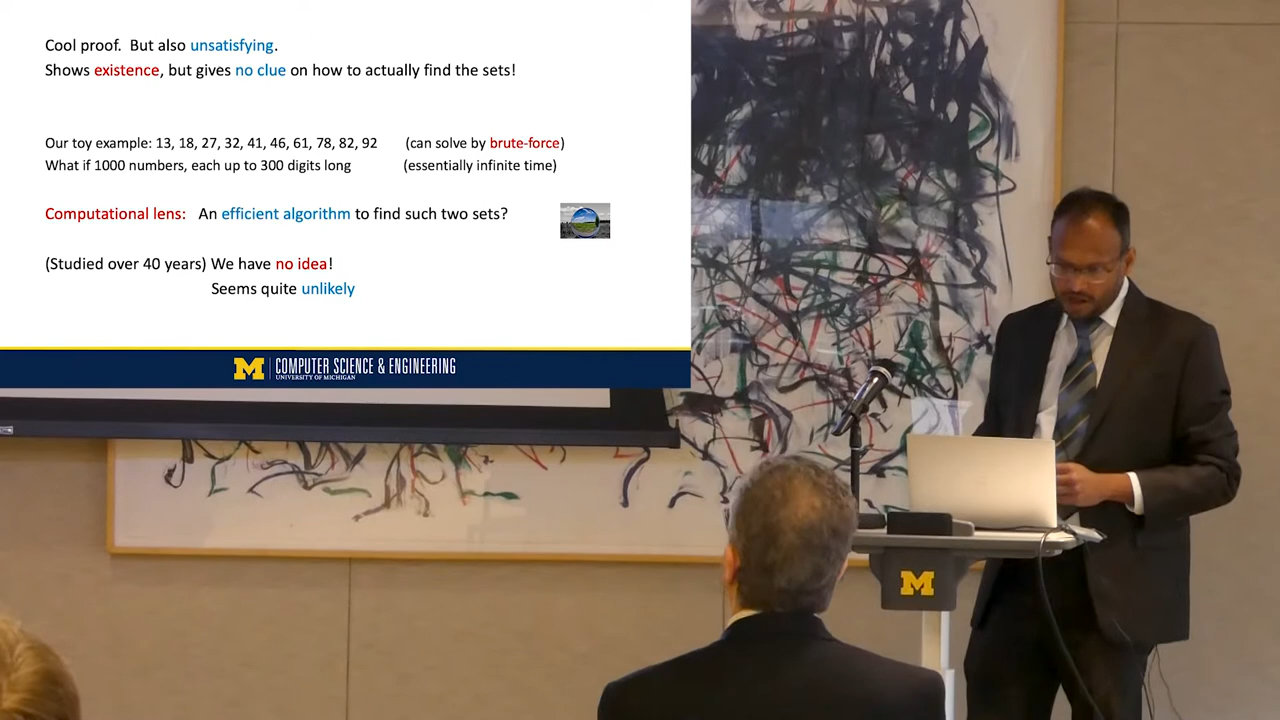 Cool proof. But also unsatisfying.
Shows existence, but gives no clue on how to actually find the sets!
Our toy example: 13, 18, 27, 32, 41, 46, 61, 78, 82, 92 (can solve by brute-force)
What if 1000 numbers, each up to 300 digits long (essentially infinite time)
Computational lens: An efficient algorithm to find such two sets?
(Studied over 40 years) We have no idea!
Seems quite unlikely
M COMPUTER SCIENCE & ENGINEERING
UNIVERSITY OF MICHIGAN
M